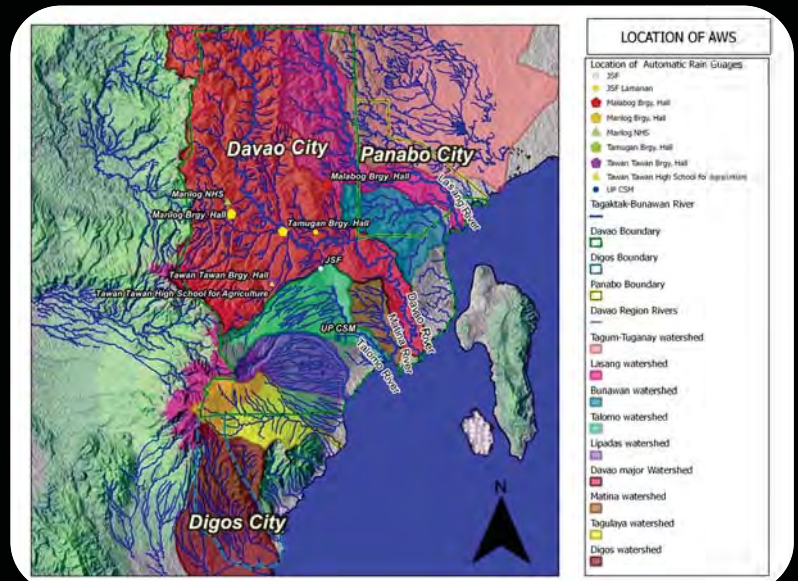 LOCATION OF AWS
Location of Automatic Rain Guages
JSF
JSF Lamanan
Malabog Brgy. Hall
Marilog Brgy. Hall
Marilog NHS
Tamugan Brgy. Hall
Tawan Tawan Brgy. Hall
Tawan Tawan High School for Agriculture
UP CSM
Tagaktak-Bunawan River
Davao Boundary
Digos Boundary
Panabo Boundary
Davao Region Rivers
Tagum-Tuganay watershed
Lasang watershed
Bunawan watershed
Talomo watershed
Lipadas watershed
Davao major Watershed
Matina watershed
Tagulaya watershed
Digos watershed
Davao City
Panabo City
Malabog Brgy. Hall
Lasang River
Marilog NHS
Marilog Brgy. Hall
Tamugan Brgy. Hall
JSF
Tawan Tawan Brgy. Hall
Tawan Tawan High School for Agriculture
UP CSM
Davao River
Matina River
Talomo River
Digos City
N